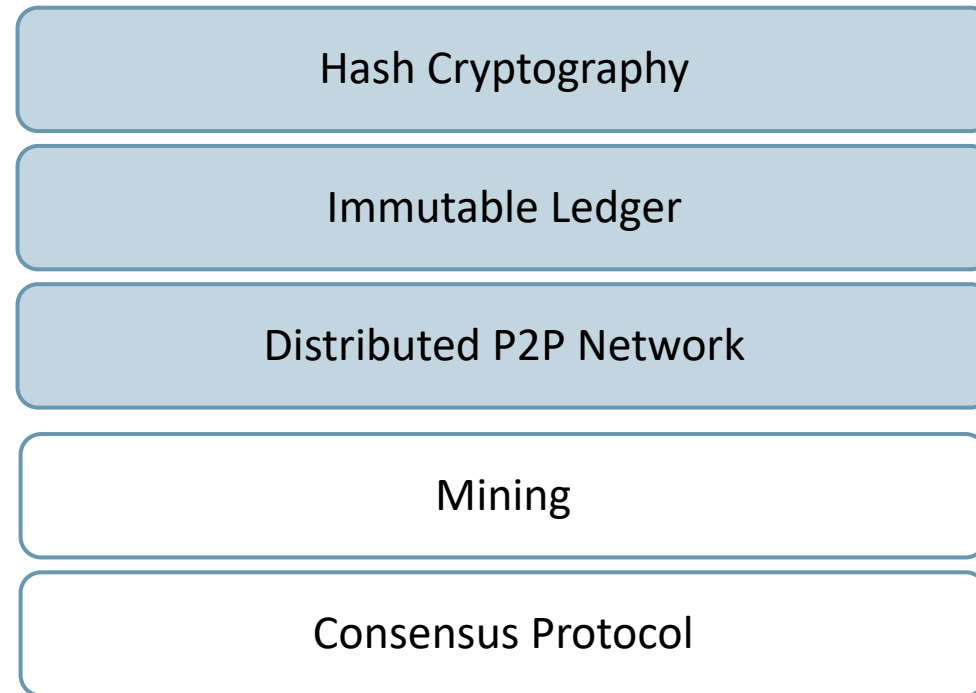 Hash Cryptography
Immutable Ledger
Distributed P2P Network
Mining
Consensus Protocol